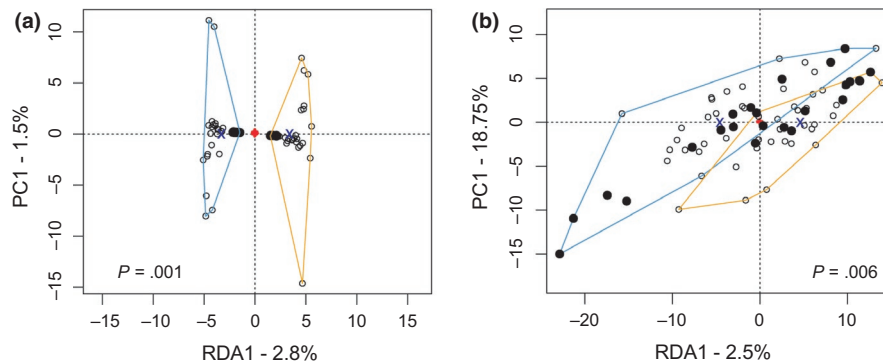 (a)
PC1 - 1.5%
10
5
0
−5
−10
−15
P = .001
−15 −10 −5 0 5 10 15
RDA1 - 2.8%
(b)
PC1 - 18.75%
10
5
0
−5
−10
−15
P = .006
−20 −10 0 10
RDA1 - 2.5%